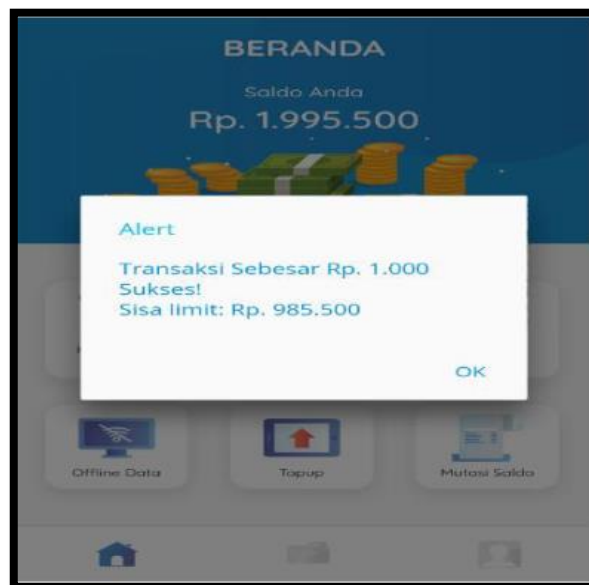 BERANDA
Saldo Anda
Rp. 1.995.500
Alert
Transaksi Sebesar Rp. 1.000
Sukses!
Sisa limit: Rp. 985.500
OK
Offline Data
Topup
Mutasi Saldo